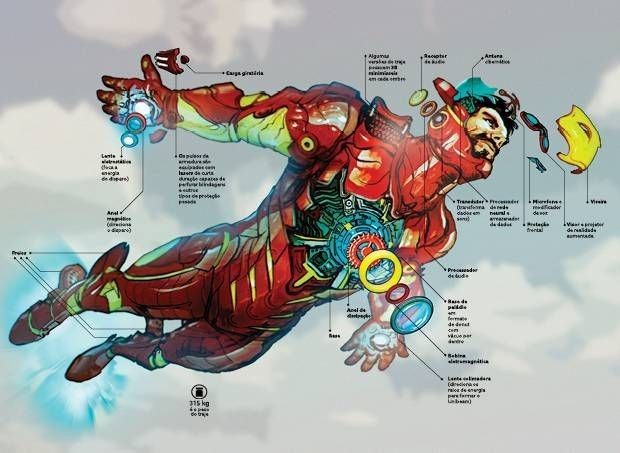 Carga giratória
Algumas
versões do traje
possuem 38
minimísseis
em cada ombro
Receptor
de áudio
Antena
cibernética
Lente
eletrostática
(foca a
energia
do disparo)
Os pulsos da
armadura são
equipados com
lasers de curta
duração capazes de
perfurar blindagens
e outros
tipos de proteção
pesada
Anel
magnético
(direciona
o disparo)
Freios
Transdutor
(transforma
dados em
sons)
Processador
de rede
neural e
armazenador
de dados
Microfone e
modificador
de voz
Proteção
frontal
Viseira
Visor e projetor
de realidade
aumentada
Processador
de áudio
Base de
paládio
em
formato
de donut
com
vácuo por
dentro
Anel de
dissipação
Base
Bobina
eletromagnética
Lente colimadora
(direciona os
raios de energia
para formar o
Unibeam)
315 kg
é o peso
do traje